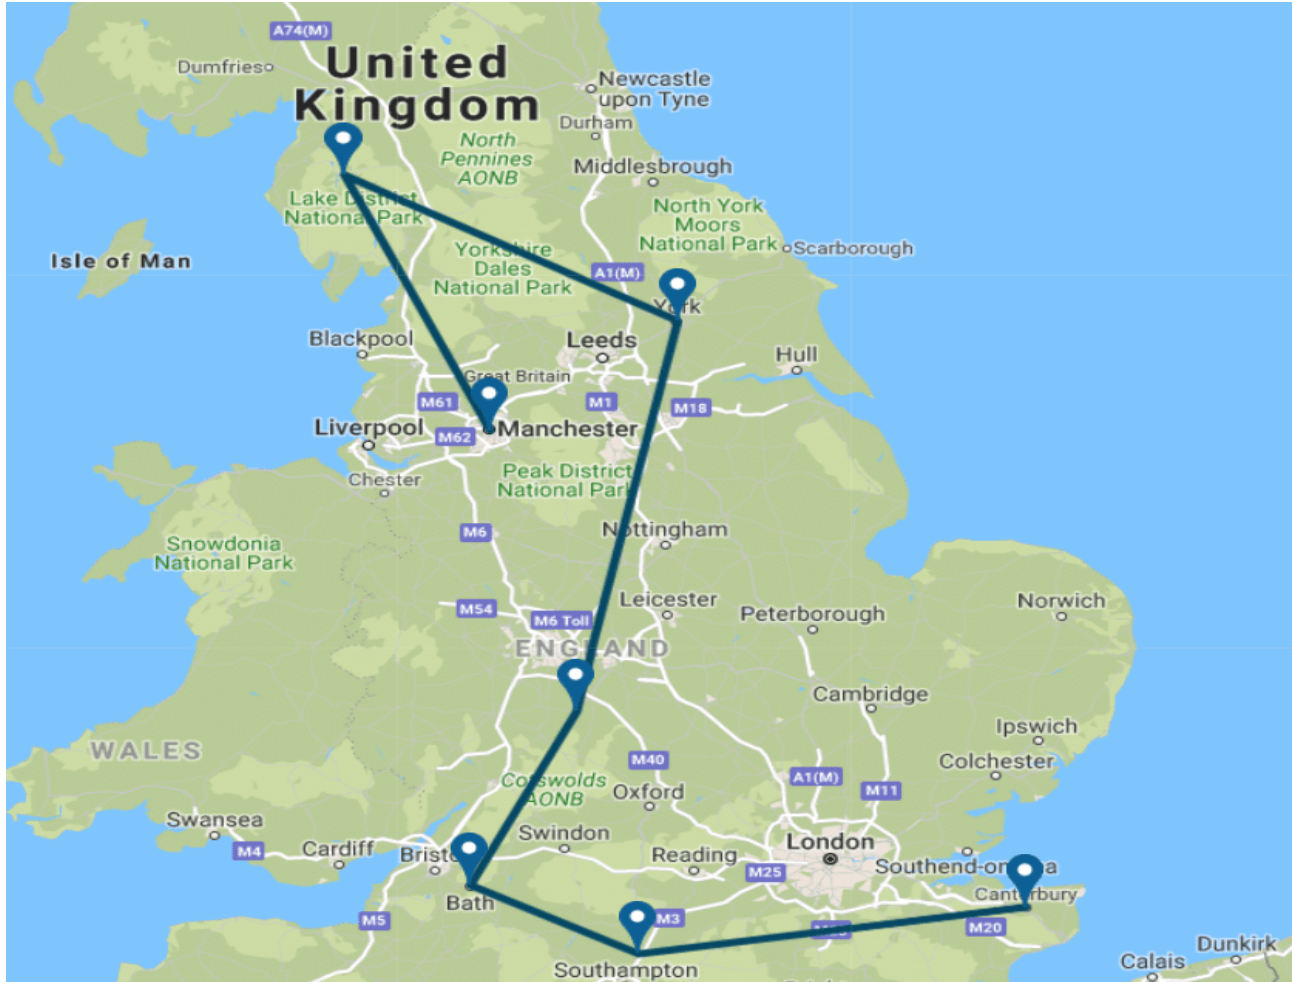 A74(M)
Dumfries
United
Kingdom
Newcastle
upon Tyne
Durham
North
Pennines
AONB
Middlesbrough
Lake District
National Park
North York
Moors
National Park
Scarborough
Isle of Man
Yorkshire
Dales
National Park
A1(M)
York
Blackpool
Leeds
Hull
Great Britain
M61
M1
M18
Liverpool
M62
Manchester
Chester
Peak District
National Park
M6
Nottingham
Snowdonia
National Park
M54
M6 Toll
Leicester
Peterborough
Norwich
ENGLAND
Cambridge
Ipswich
WALES
M40
Colchester
Cotswolds
AONB
Oxford
A1(M)
M11
Swansea
M4
Cardiff
Bristol
Swindon
Reading
London
M25
Southend-on-Sea
Canterbury
Bath
M5
M3
M20
Southampton
Calais
Dunkirk